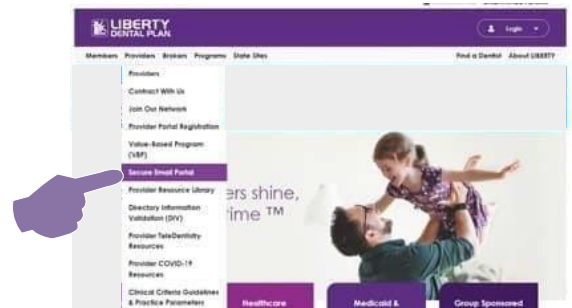 LIBERTY
DENTAL PLAN
Login
Members Providers Brokers Programs State Sites
Find a Dentist About LIBERTY
Providers
Contract With Us
Join Our Network
Provider Portal Registration
Value-Based Program
(VBP)
Secure Email Portal
Provider Resource Library
Directory Information
Validation (DIV)
Provider TeleDentistry
Resources
Provider COVID-19
Resources
Clinical Criteria Guidelines
& Practice Parameters
ers shine,
ime ™
Healthcare
Medicaid &
Group Sponsored